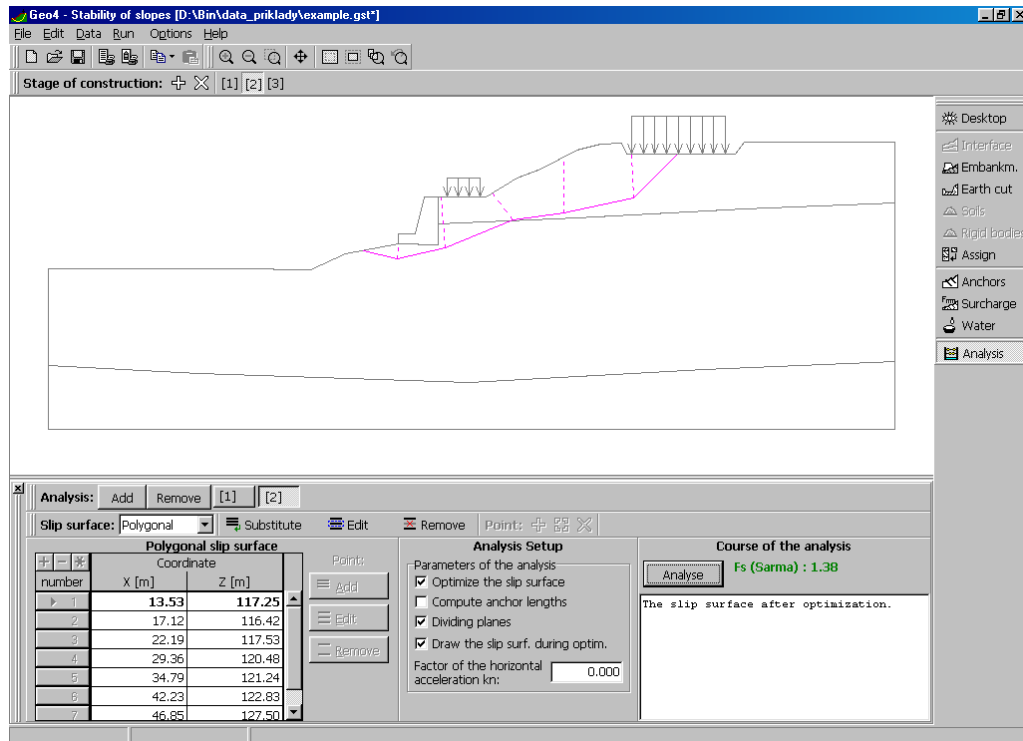 Geo4 - Stability of slopes [D:\Bin\data_priklady\example.gst*]
File Edit Data Run Options Help
Stage of construction: [1] [2] [3]
Desktop
Interface
Embankm.
Earth cut
Soils
Rigid bodies
Assign
Anchors
Surcharge
Water
Analysis
Analysis: Add Remove [1] [2]
Slip surface: Polygonal Substitute Edit Remove Point:
Polygonal slip surface
Coordinate
number X [m] Z [m]
1 13.53 117.25
2 17.12 116.42
3 22.19 117.53
4 29.36 120.48
5 34.79 121.24
6 42.23 122.83
7 46.85 127.50
Point:
Add
Edit
Remove
Analysis Setup
Parameters of the analysis
Optimize the slip surface
Compute anchor lengths
Dividing planes
Draw the slip surf. during optim.
Factor of the horizontal
acceleration kn: 0.000
Course of the analysis
Analyse Fs (Sarma) : 1.38
The slip surface after optimization.